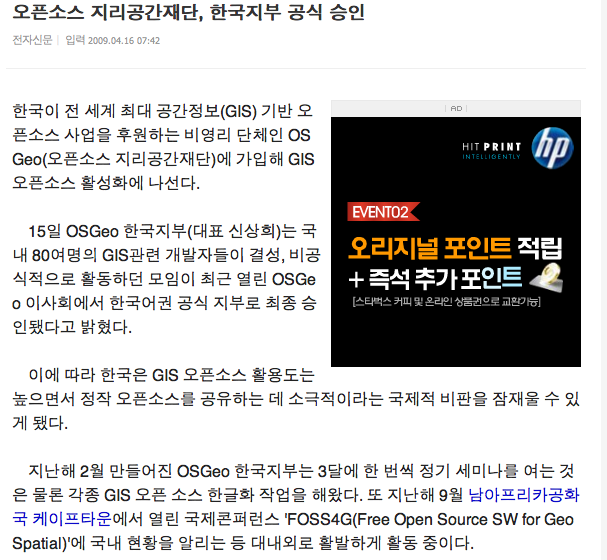 오픈소스 지리공간재단, 한국지부 공식 승인
전자신문 | 입력 2009.04.16 07:42
한국이 전 세계 최대 공간정보(GIS) 기반 오
픈소스 사업을 후원하는 비영리 단체인 OS
Geo(오픈소스 지리공간재단)에 가입해 GIS
오픈소스 활성화에 나선다.
15일 OSGeo 한국지부(대표 신상희)는 국
내 80여명의 GIS관련 개발자들이 결성, 비공
식적으로 활동하던 모임이 최근 열린 OSGe
o 이사회에서 한국어권 공식 지부로 최종 승
인됐다고 밝혔다.
| AD |
HIT PRINT
INTELLIGENTLY
hp
EVENT02
오리지널 포인트 적립
+ 즉석 추가 포인트
[스타벅스 커피 및 온라인 상품권으로 교환가능]
이에 따라 한국은 GIS 오픈소스 활용도는
높으면서 정작 오픈소스를 공유하는 데 소극적이라는 국제적 비판을 잠재울 수 있
게 됐다.
지난해 2월 만들어진 OSGeo 한국지부는 3달에 한 번씩 정기 세미나를 여는 것
은 물론 각종 GIS 오픈 소스 한글화 작업을 해왔다. 또 지난해 9월 남아프리카공화
국 케이프타운에서 열린 국제콘퍼런스 'FOSS4G(Free Open Source SW for Geo
Spatial)'에 국내 현황을 알리는 등 대내외로 활발하게 활동 중이다.